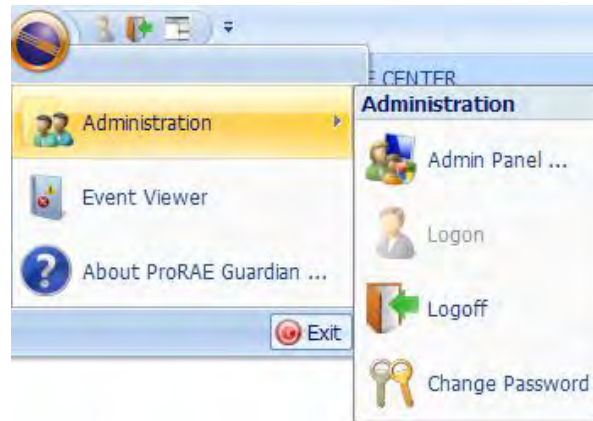 E CENTER
Administration
Event Viewer
About ProRAE Guardian ...
Exit
Administration
Admin Panel ...
Logon
Logoff
Change Password